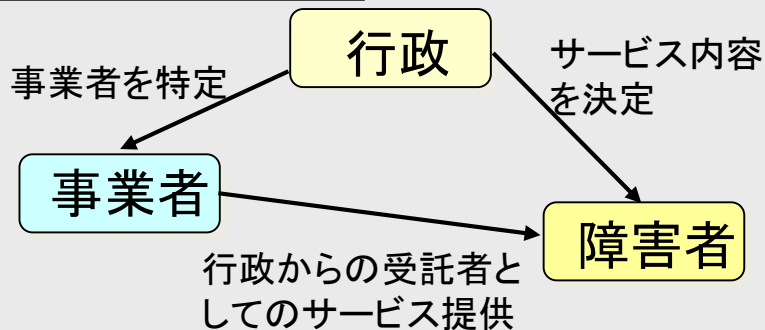 行政
サービス内容
を決定
事業者を特定
事業者
障害者
行政からの受託者と
してのサービス提供